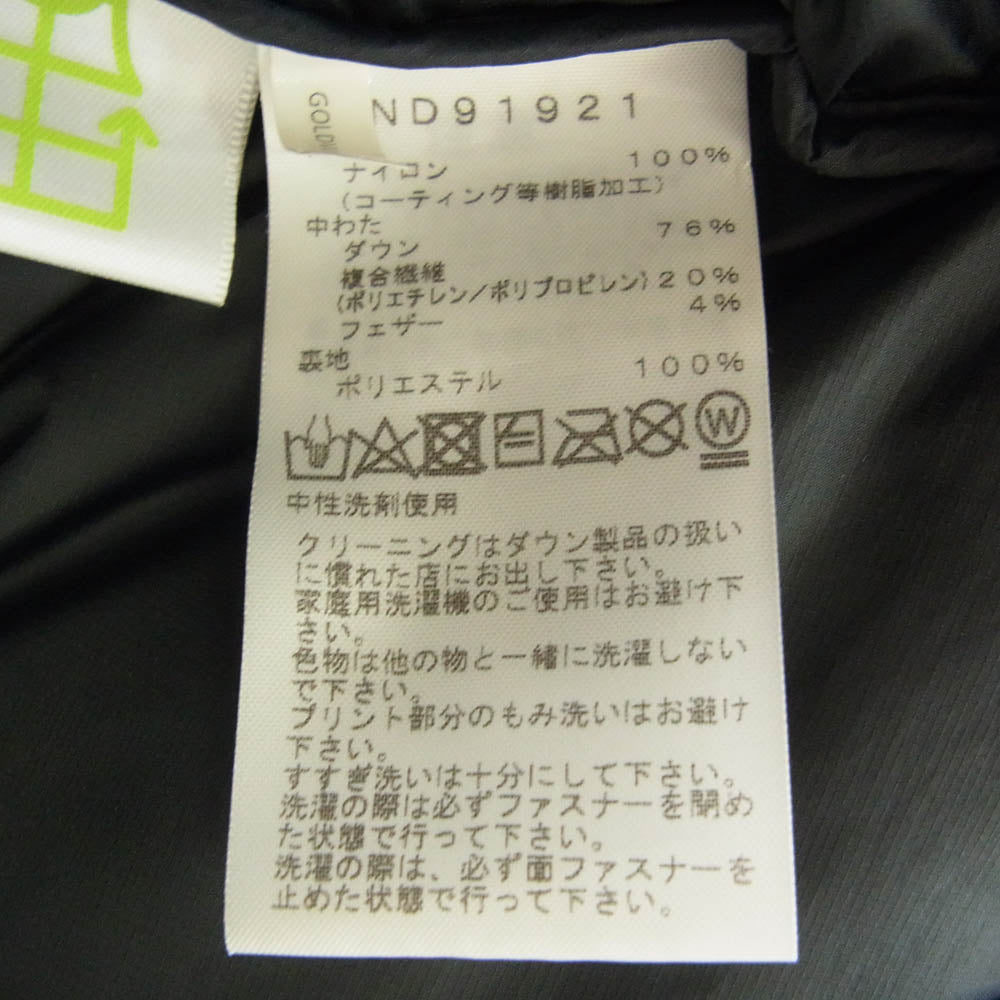 GOLD
ND91921
ナイロン 100%
(コーティング等樹脂加工)
中わた
ダウン 76%
複合繊維
(ポリエチレン/ポリプロピレン) 20%
フェザー 4%
裏地
ポリエステル 100%
W
中性洗剤使用
クリーニングはダウン製品の扱い
に慣れた店にお出し下さい。
家庭用洗濯機のご使用はお避け下
さい。
色物は他の物と一緒に洗濯しない
で下さい。
プリント部分のもみ洗いはお避け
下さい。
すすぎ洗いは十分にして下さい。
洗濯の際は必ずファスナーを閉め
た状態で行って下さい。
洗濯の際は、必ず面ファスナーを
止めた状態で行って下さい。